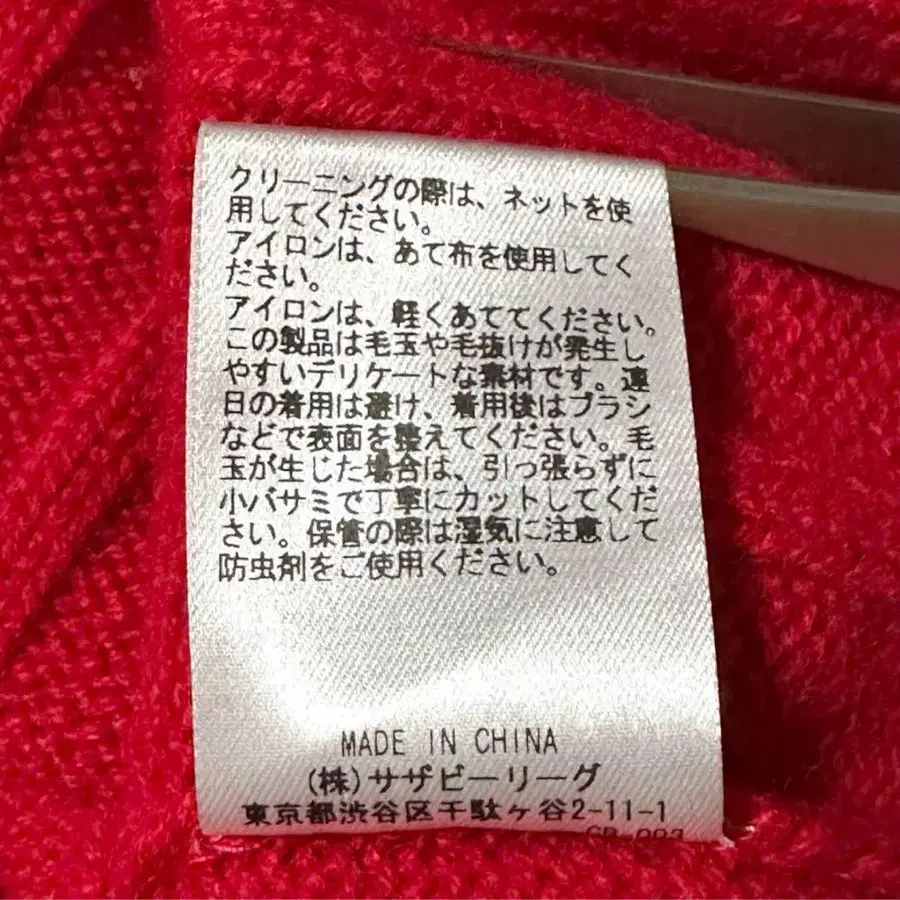 クリーニングの際は、ネットを使
用してください。
アイロンは、あて布を使用してく
ださい。
アイロンは、軽くあててください。
この製品は毛玉や毛抜けが発生し
やすいデリケートな素材です。連
日の着用は避け、着用後はブラシ
などで表面を整えてください。毛
玉が生じた場合は、引っ張らずに
小バサミで丁寧にカットしてくだ
さい。保管の際は湿気に注意して
防虫剤をご使用ください。
MADE IN CHINA
(株)サザビーリーグ
東京都渋谷区千駄ヶ谷2-11-1